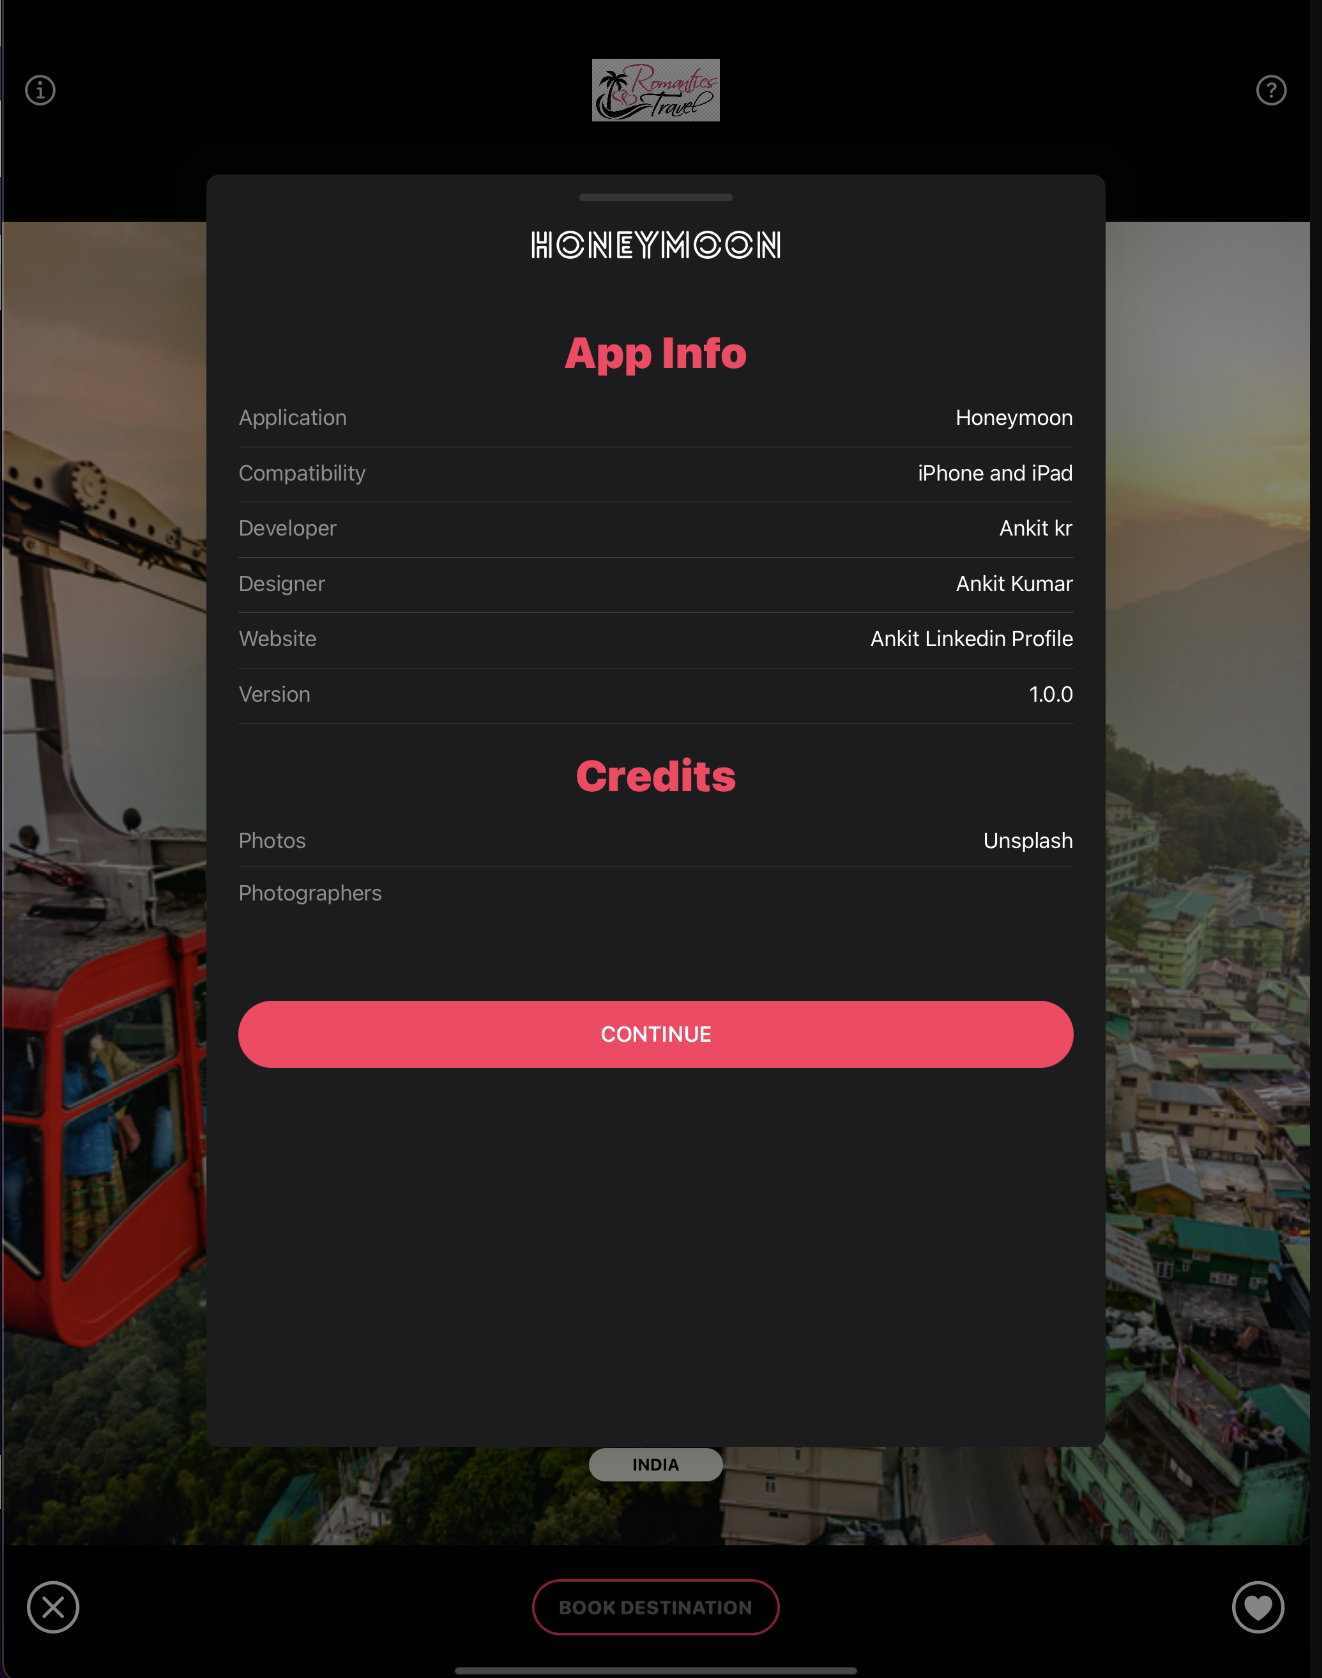 Romantics
Travel
HONEYMOON
App Info
Application Honeymoon
Compatibility iPhone and iPad
Developer Ankit kr
Designer Ankit Kumar
Website Ankit Linkedin Profile
Version 1.0.0
Credits
Photos Unsplash
Photographers
CONTINUE
INDIA
BOOK DESTINATION